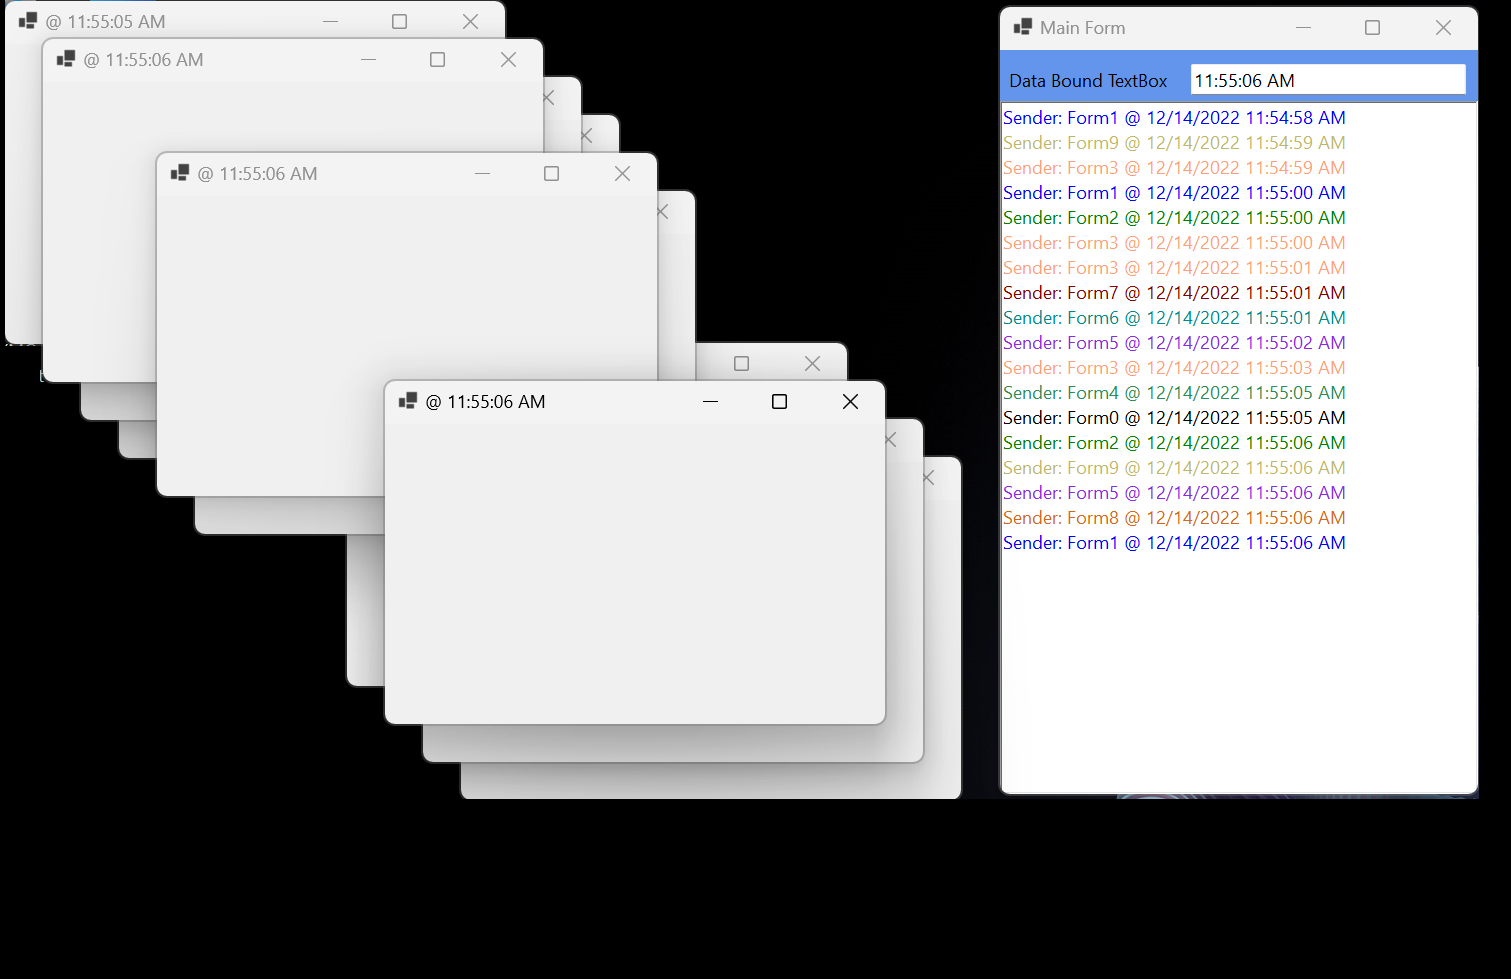 @ 11:55:05 AM
@ 11:55:06 AM
@ 11:55:06 AM
@ 11:55:06 AM
Main Form
Data Bound TextBox 11:55:06 AM
Sender: Form1 @ 12/14/2022 11:54:58 AM
Sender: Form9 @ 12/14/2022 11:54:59 AM
Sender: Form3 @ 12/14/2022 11:54:59 AM
Sender: Form1 @ 12/14/2022 11:55:00 AM
Sender: Form2 @ 12/14/2022 11:55:00 AM
Sender: Form3 @ 12/14/2022 11:55:00 AM
Sender: Form3 @ 12/14/2022 11:55:01 AM
Sender: Form7 @ 12/14/2022 11:55:01 AM
Sender: Form6 @ 12/14/2022 11:55:01 AM
Sender: Form5 @ 12/14/2022 11:55:02 AM
Sender: Form3 @ 12/14/2022 11:55:03 AM
Sender: Form4 @ 12/14/2022 11:55:05 AM
Sender: Form0 @ 12/14/2022 11:55:05 AM
Sender: Form2 @ 12/14/2022 11:55:06 AM
Sender: Form9 @ 12/14/2022 11:55:06 AM
Sender: Form5 @ 12/14/2022 11:55:06 AM
Sender: Form8 @ 12/14/2022 11:55:06 AM
Sender: Form1 @ 12/14/2022 11:55:06 AM